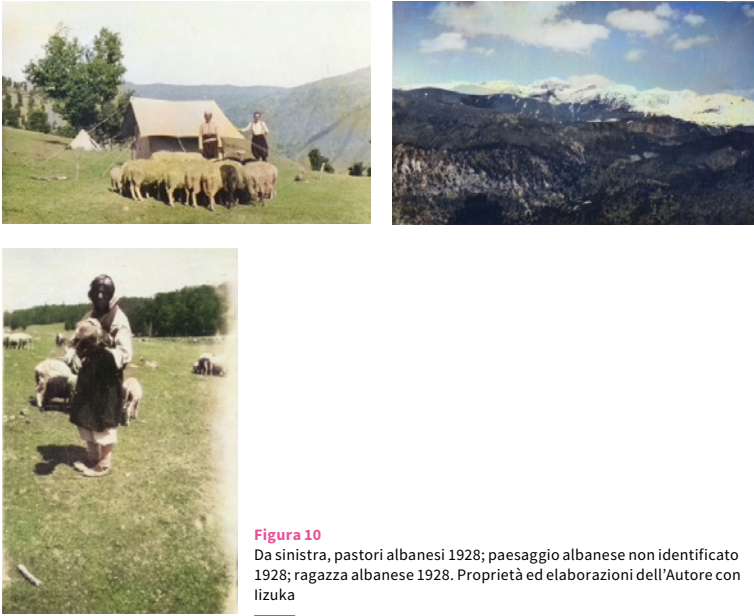 Figura 10
Da sinistra, pastori albanesi 1928; paesaggio albanese non identificato
1928; ragazza albanese 1928. Proprietà ed elaborazioni dell’Autore con
Iizuka